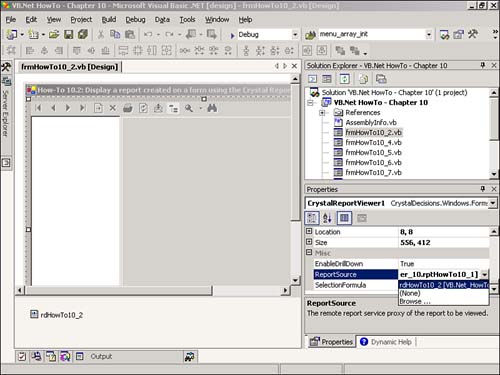 VB.Net HowTo - Chapter 10 - Microsoft Visual Basic .NET [design] - frmHowTo10_2.vb [Design]
File Edit View Project Build Debug Data Tools Window Help
Debug
menu_array_init
Server Explorer
frmHowTo10_2.vb [Design]
How-To 10.2: Display a report created on a form using the Crystal Repor
rdHowTo10_2
Output
Solution Explorer - VB.Net HowTo - Chapter 10
Solution 'VB.Net HowTo - Chapter 10' (1 project)
VB.Net HowTo - Chapter 10
References
AssemblyInfo.vb
frmHowTo10_2.vb
frmHowTo10_4.vb
frmHowTo10_5.vb
frmHowTo10_6.vb
frmHowTo10_7.vb
Properties
CrystalReportViewer1 CrystalDecisions.Windows.Form
Location 8, 8
Size 556, 412
Misc
EnableDrillDown True
ReportSource er_10.rptHowTo10_1]
SelectionFormula rdHowTo10_2 [VB.Net_HowTo
(None)
Browse ...
ReportSource
The remote report service proxy of the report to be viewed.
Properties Dynamic Help